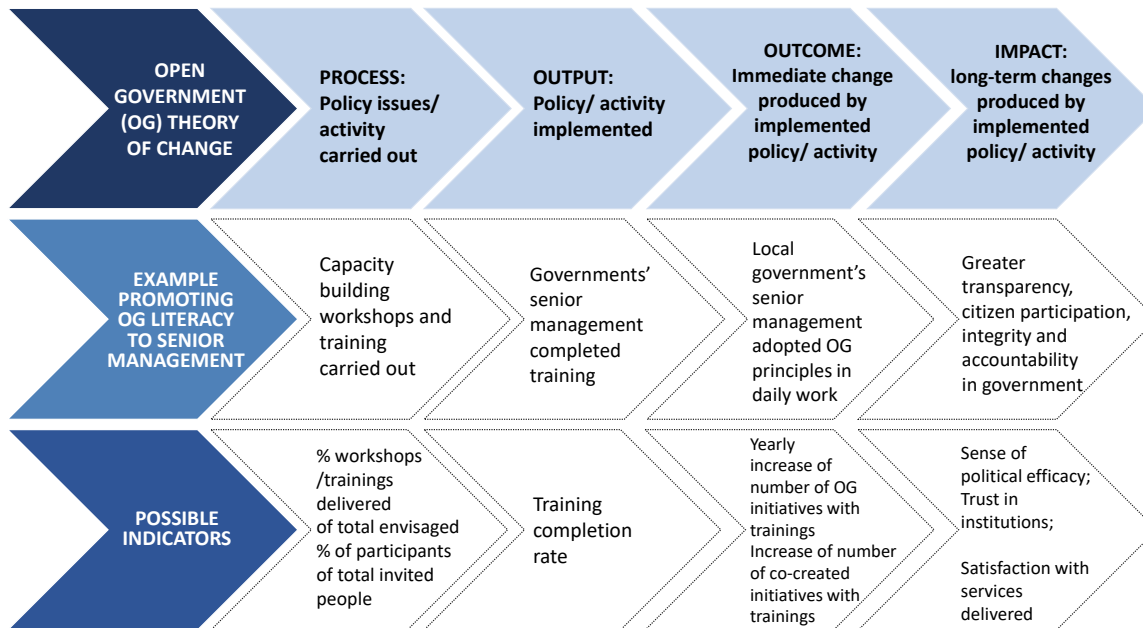 OPEN
GOVERNMENT
(OG) THEORY
OF CHANGE
PROCESS:
Policy issues/
activity
carried out
OUTPUT:
Policy/ activity
implemented
OUTCOME:
Immediate change
produced by
implemented
policy/ activity
IMPACT:
long-term changes
produced by
implemented
policy/ activity
EXAMPLE
PROMOTING
OG LITERACY
TO SENIOR
MANAGEMENT
Capacity
building
workshops and
training
carried out
Governments’
senior
management
completed
training
Local
government’s
senior
management
adopted OG
principles in
daily work
Greater
transparency,
citizen participation,
integrity and
accountability
in government
POSSIBLE
INDICATORS
% workshops
/trainings
delivered
of total envisaged
% of participants
of total invited
people
Training
completion
rate
Yearly
increase of
number of OG
initiatives with
trainings
Increase of number
of co-created
initiatives with
trainings
Sense of
political efficacy;
Trust in
institutions;
Satisfaction with
services
delivered